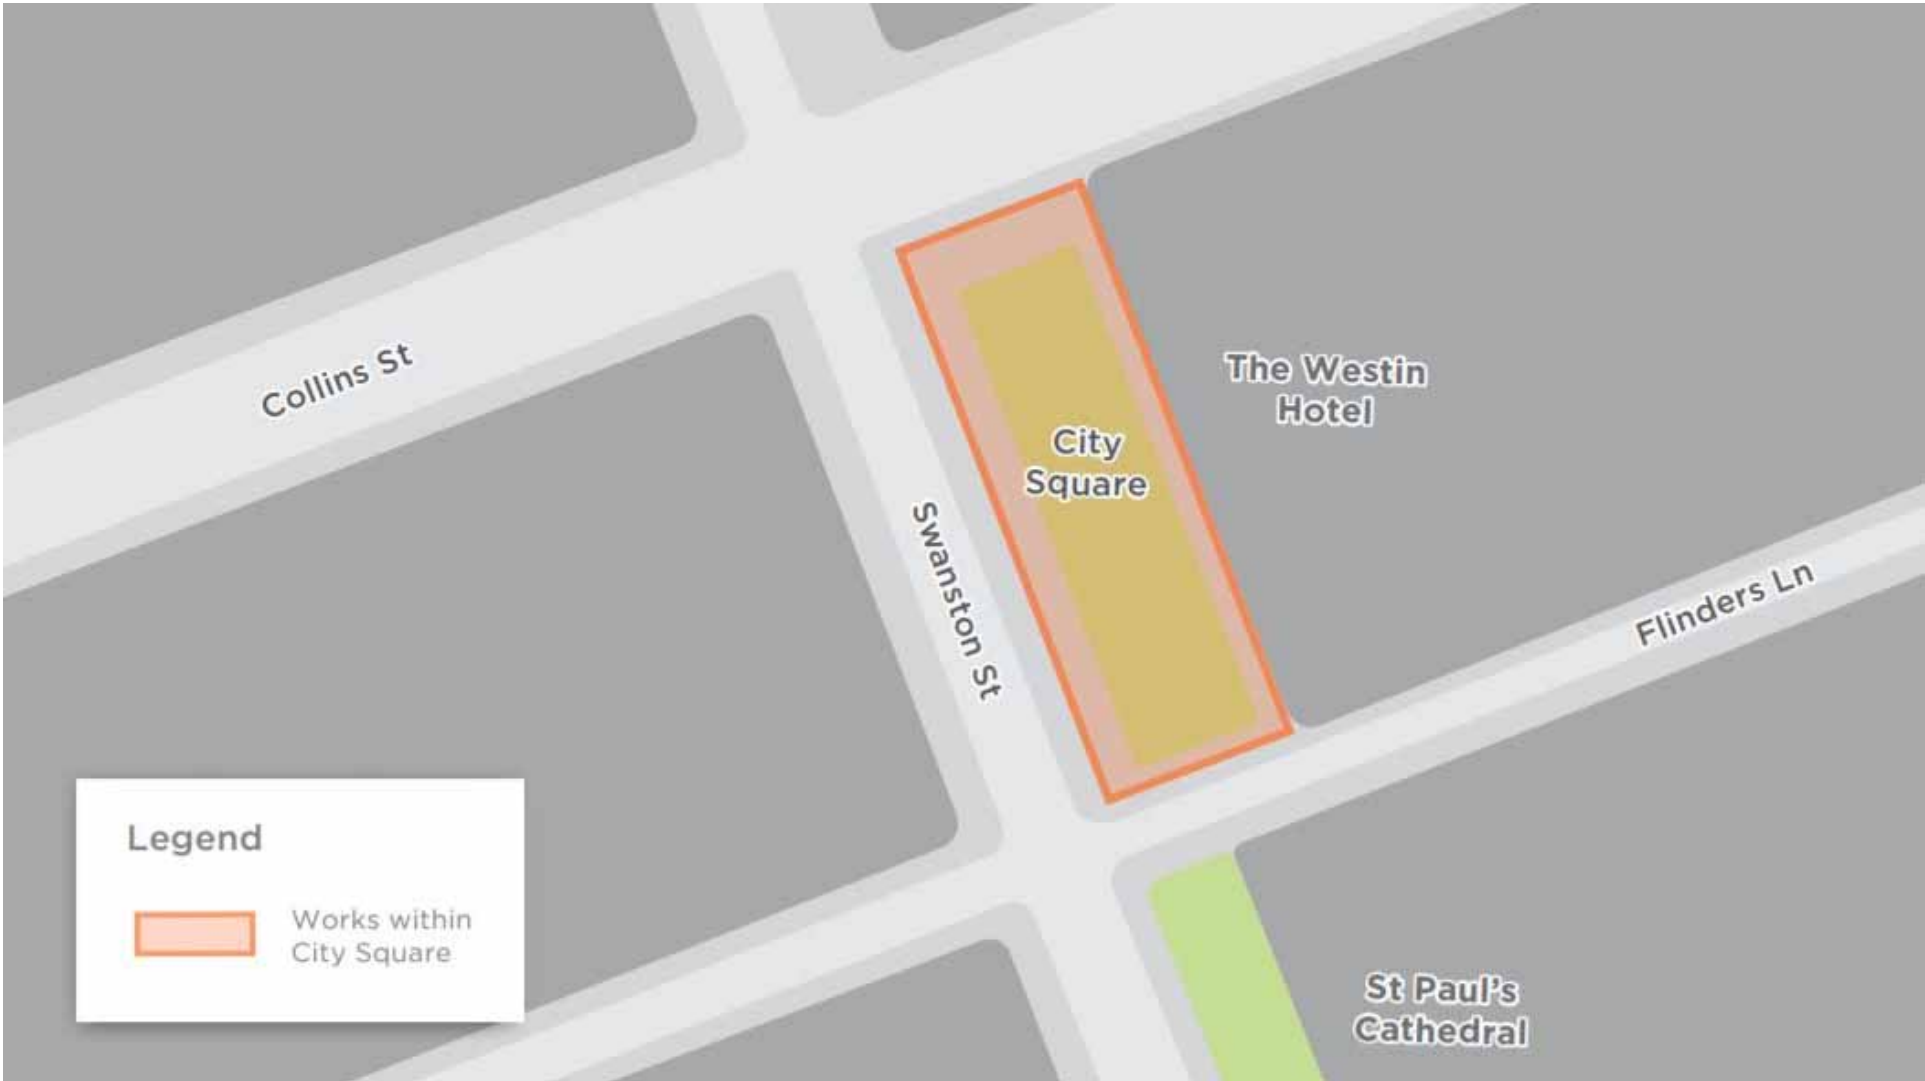 Collins St
The Westin
Hotel
City
Square
Swanston St
Flinders Ln
Legend
Works within
City Square
St Paul's
Cathedral